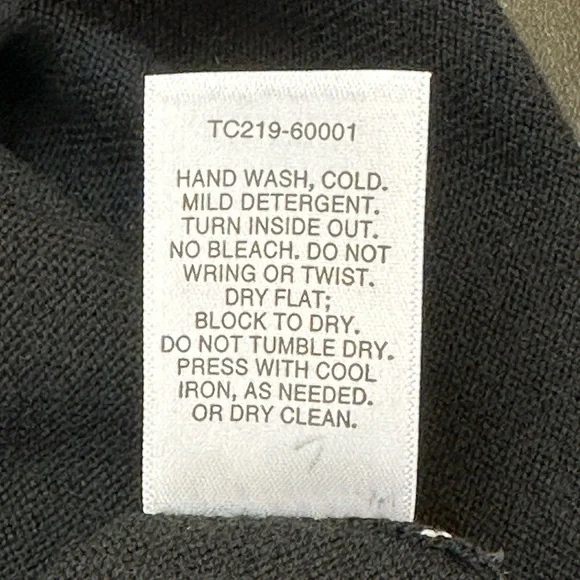 TC219-60001
HAND WASH, COLD.
MILD DETERGENT.
TURN INSIDE OUT.
NO BLEACH. DO NOT
WRING OR TWIST.
DRY FLAT;
BLOCK TO DRY.
DO NOT TUMBLE DRY.
PRESS WITH COOL
IRON, AS NEEDED.
OR DRY CLEAN.